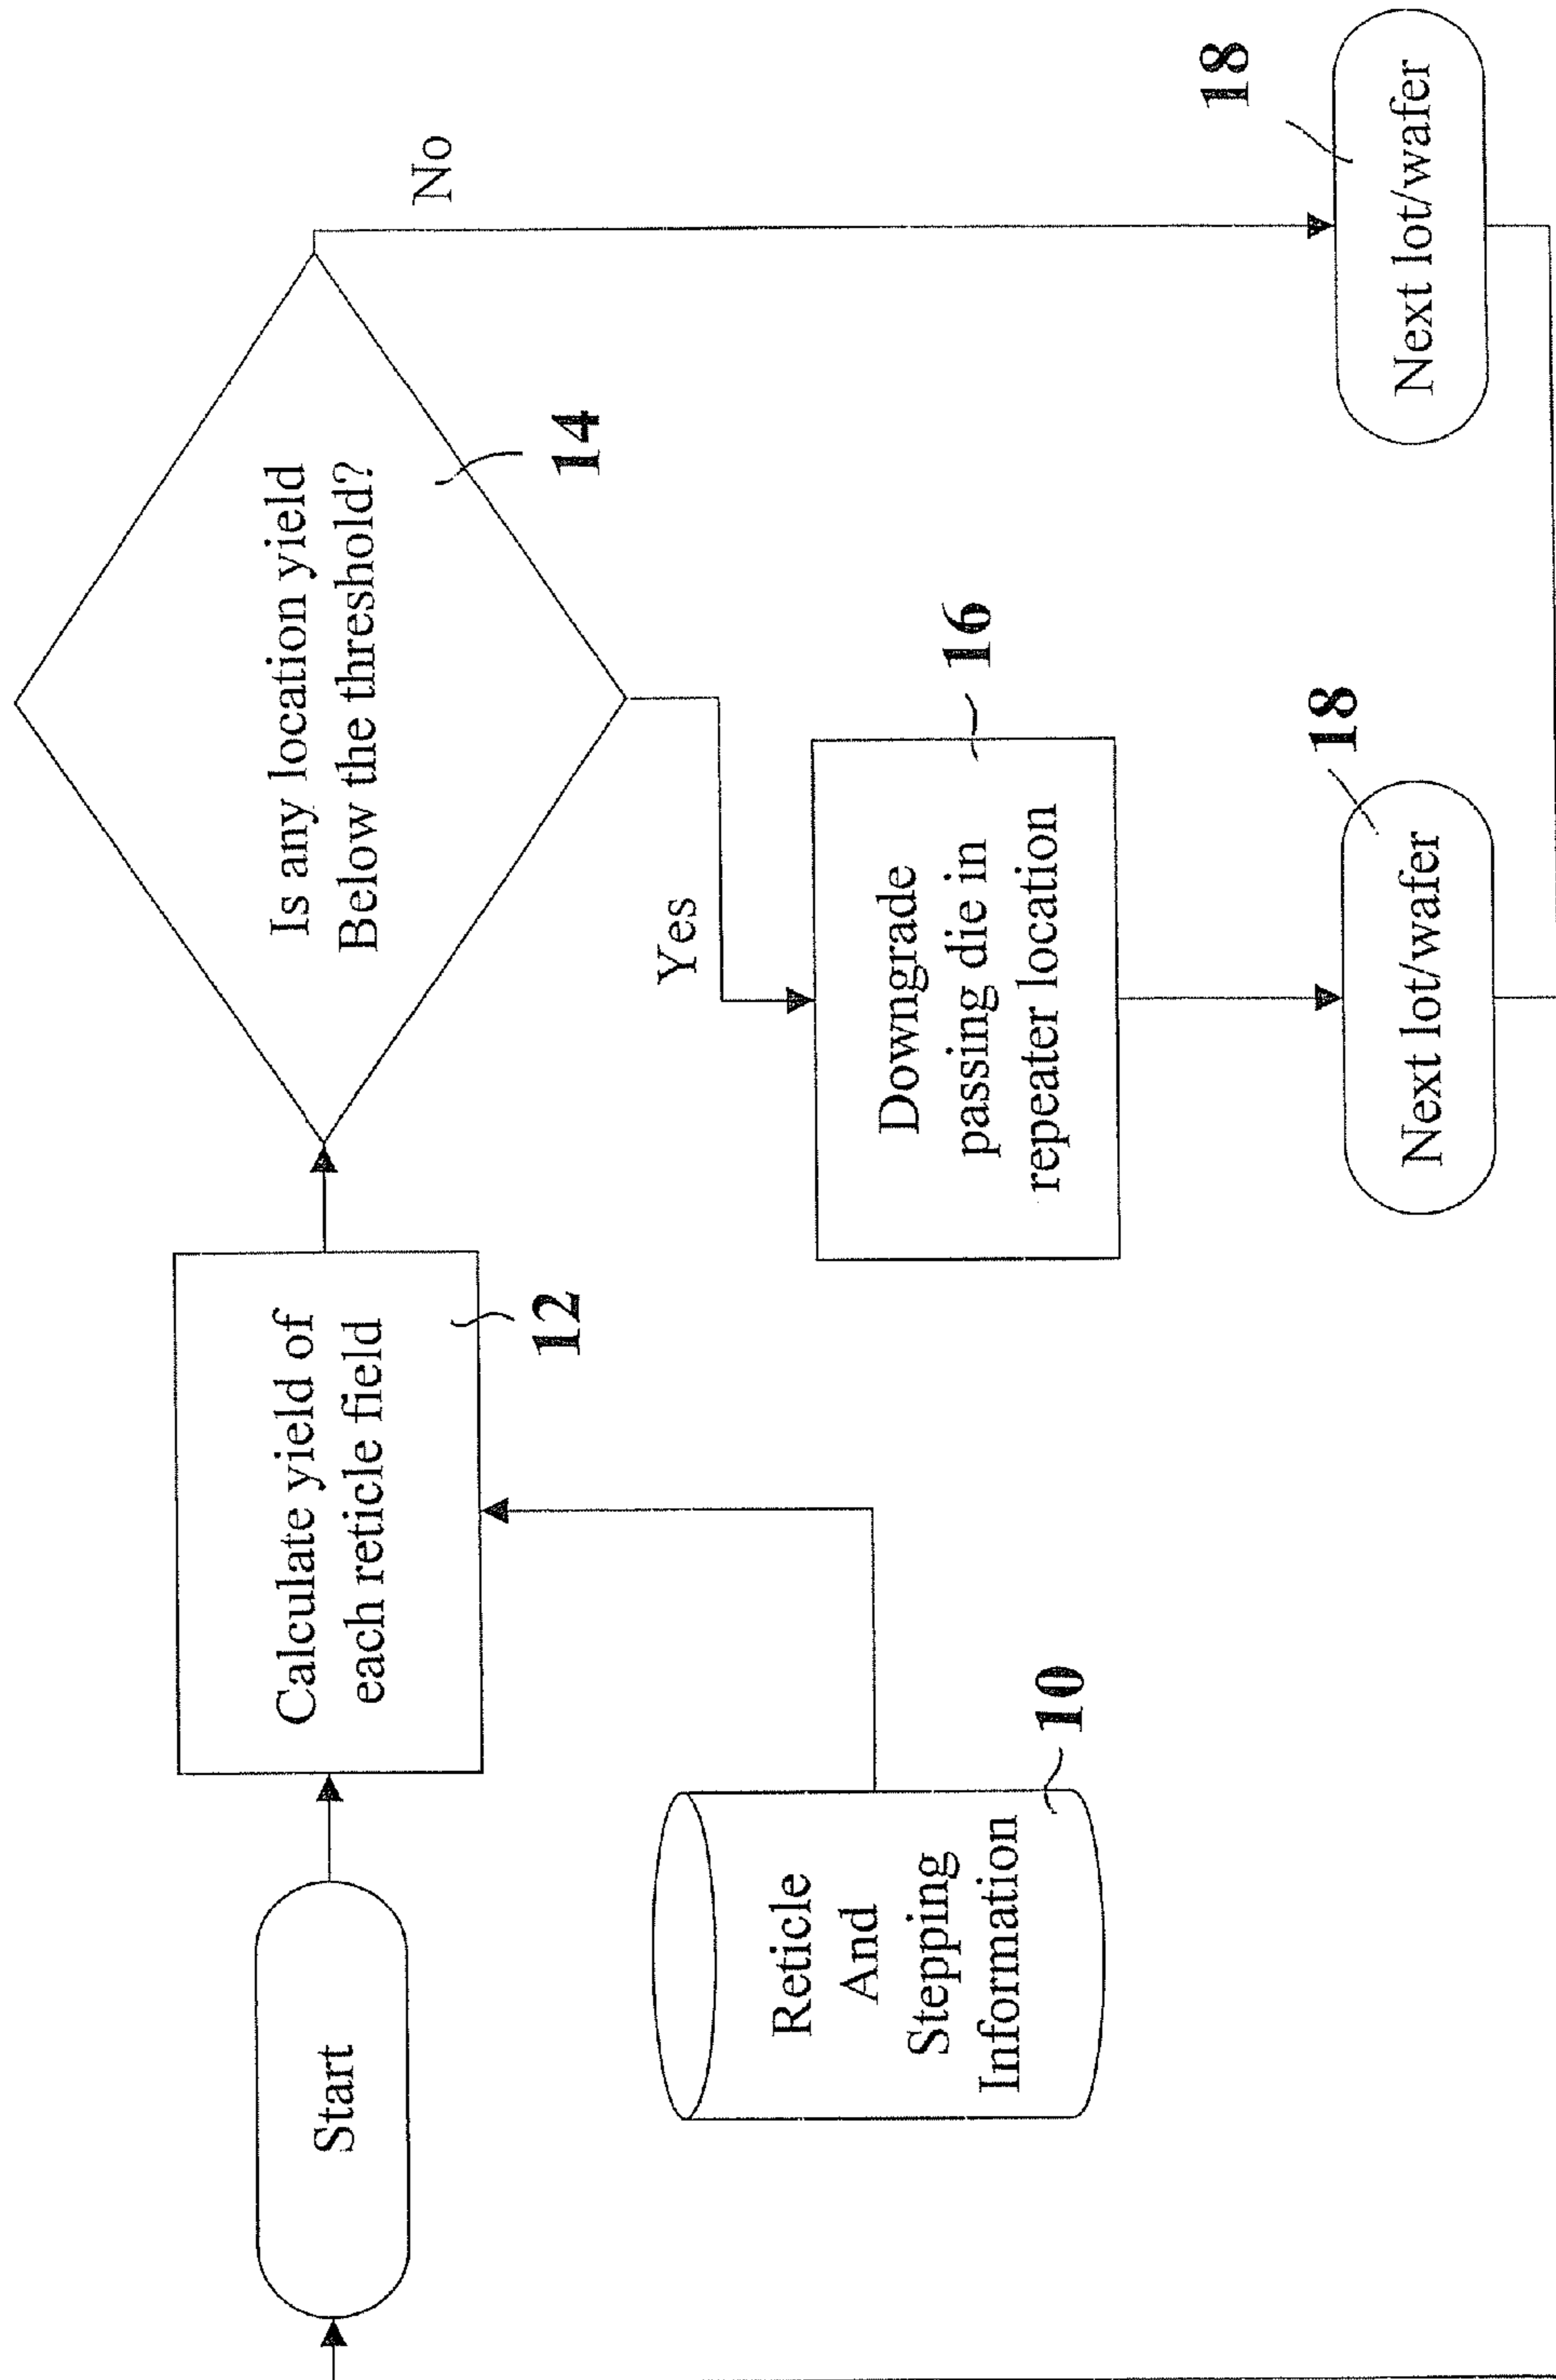 Start
Calculate yield of
each reticle field
12
Is any location yield
Below the threshold?
14
No
Yes
Reticle
And
Stepping
Information
10
Downgrade
passing die in
repeater location
16
Next lot/wafer
18
Next lot/wafer
18